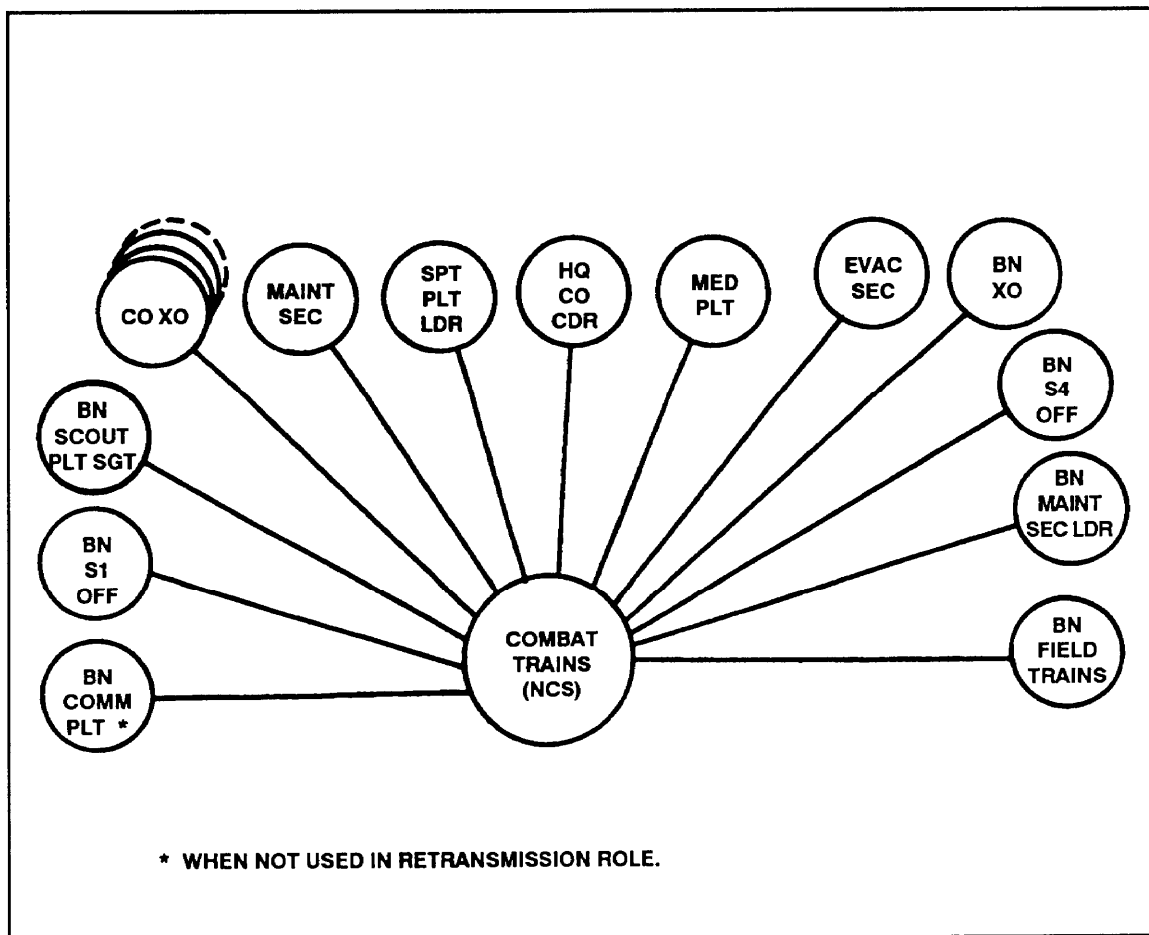 CO XO
MAINT
SEC
SPT
PLT
LDR
HQ
CO
CDR
MED
PLT
EVAC
SEC
BN
XO
BN
S4
OFF
BN
SCOUT
PLT SGT
BN
MAINT
SEC LDR
BN
S1
OFF
BN
FIELD
TRAINS
COMBAT
TRAINS
(NCS)
BN
COMM
PLT *
* WHEN NOT USED IN RETRANSMISSION ROLE.